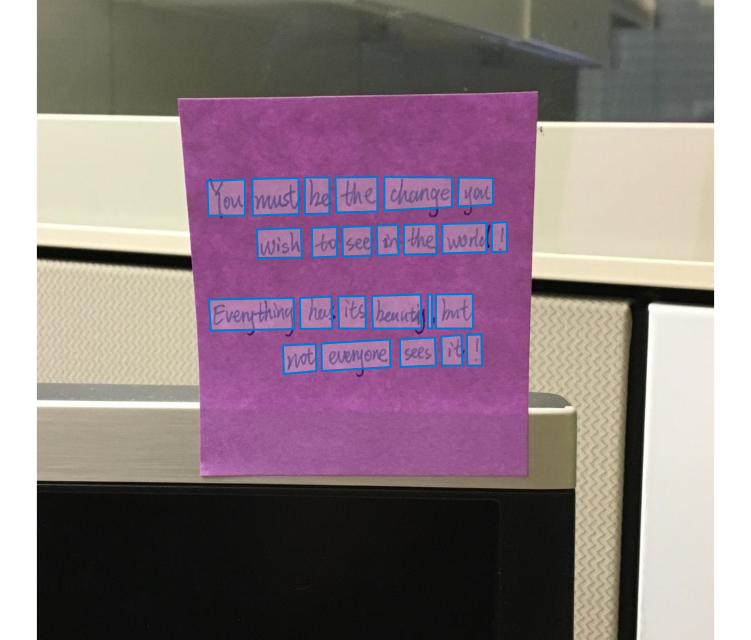 You must be the change you
wish to see in the world!
Everything has its beauty, but
not everyone sees it!